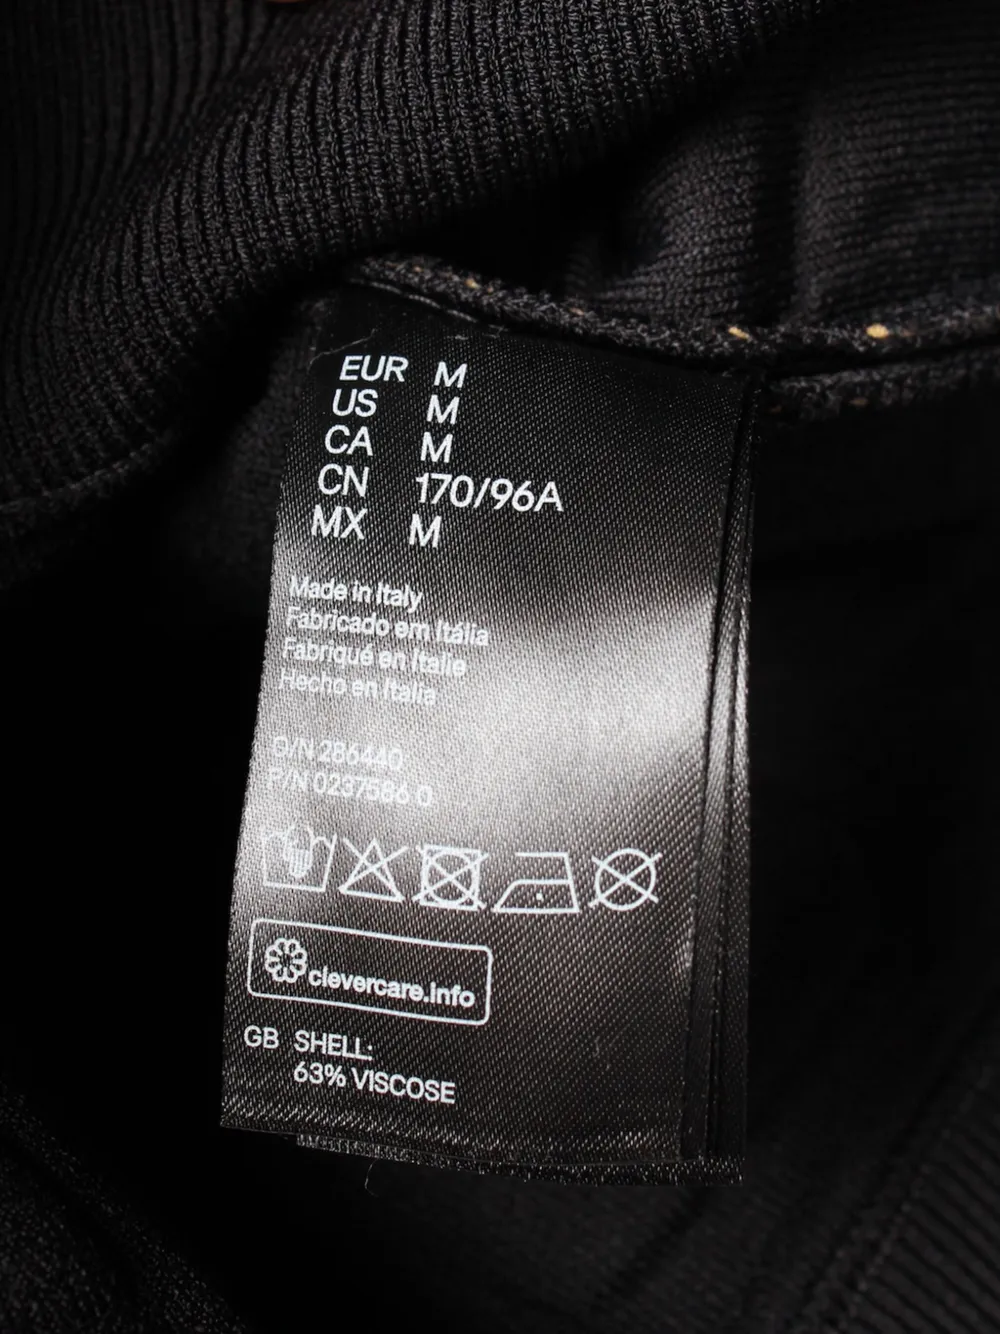 EUR M
US M
CA M
CN 170/96A
MX M
Made in Italy
Fabricado em Itália
Fabriqué en Italie
Hecho en Italia
O/N 286440
P/N 0237586 0
clevercare.info
GB SHELL:
63% VISCOSE